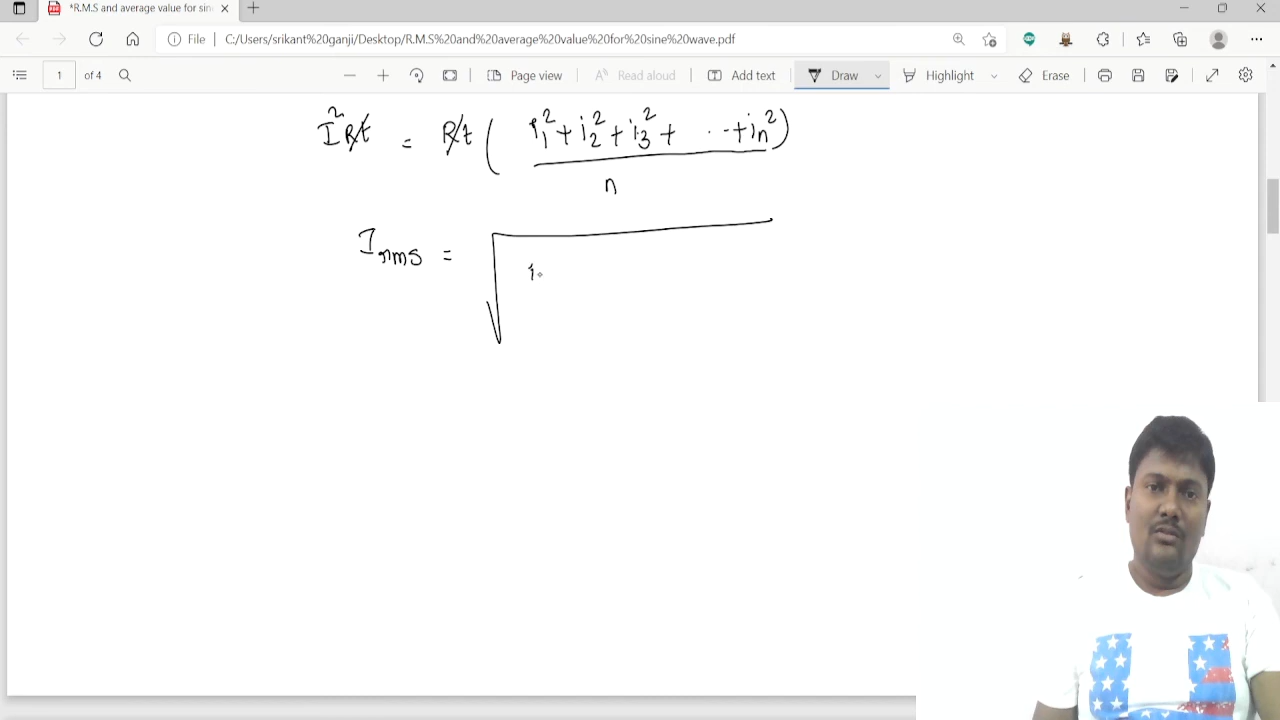 *R.M.S and average value for sin
File C:/Users/srikant%20ganji/Desktop/R.M.S%20and%20average%20value%20for%20sine%20wave.pdf
1 of 4 Page view Read aloud Add text Draw Highlight Erase
I²Rt = Rt ( i₁² + i₂² + i₃² + . . - + iₙ² )
n
Irms = √ i